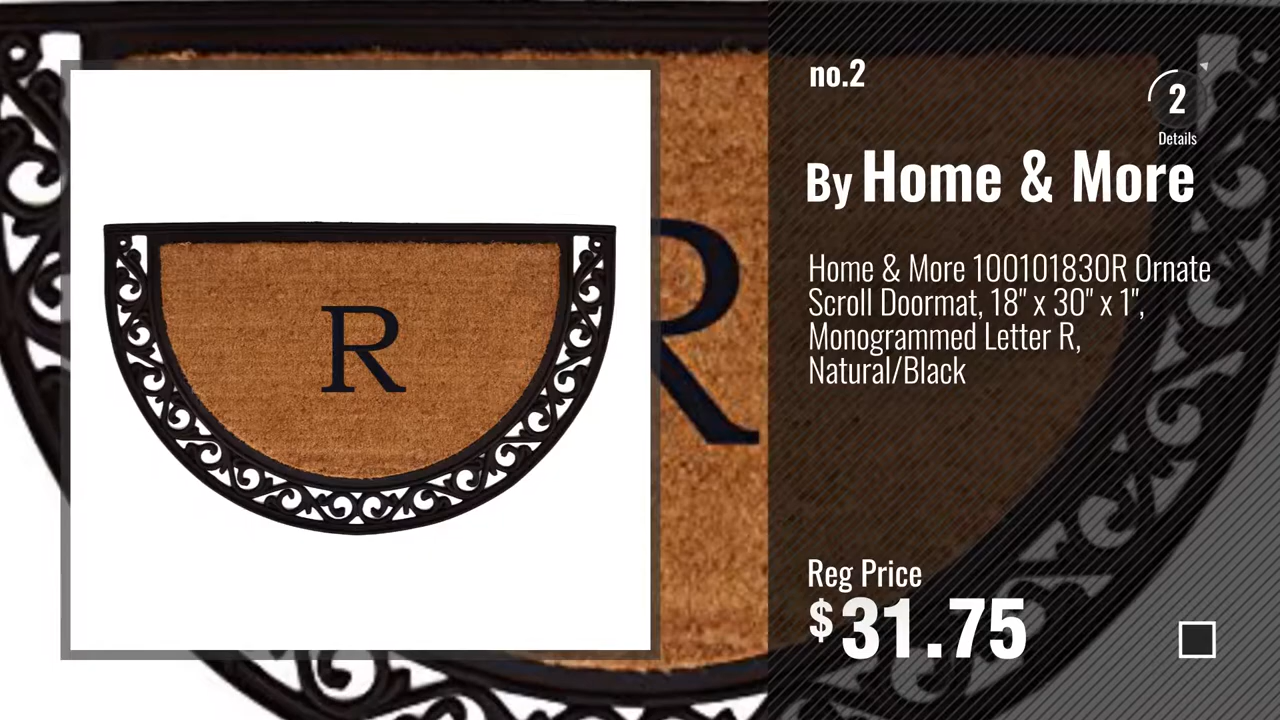 no.2
2
Details
By Home & More
Home & More 100101830R Ornate
Scroll Doormat, 18" x 30" x 1",
Monogrammed Letter R,
Natural/Black
R
R
Reg Price
$31.75